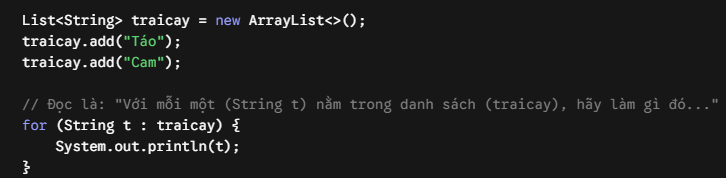 List<String> traicay = new ArrayList<>();
traicay.add("Táo");
traicay.add("Cam");
// Đọc là: "Với mỗi một (String t) nằm trong danh sách (traicay), hãy làm gì đó..."
for (String t : traicay) {
    System.out.println(t);
}